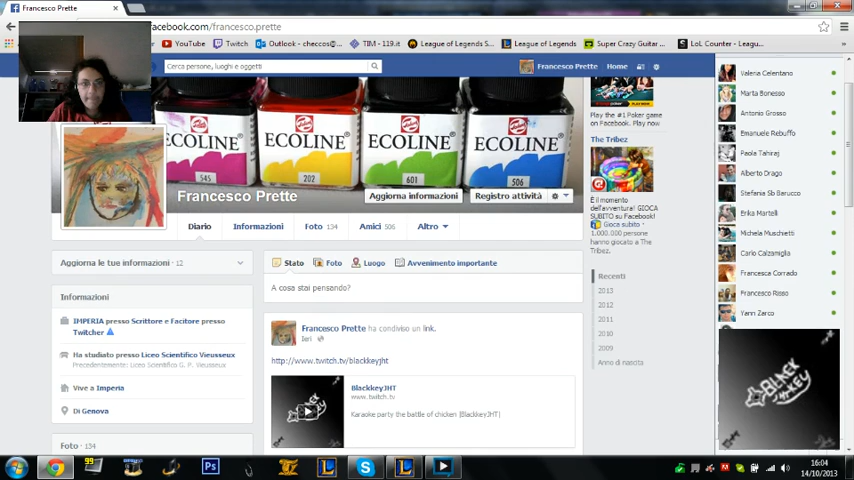 Francesco Prette
facebook.com/francesco.prette
YouTube
Twitch
Outlook - checcos@...
TIM - 119.it
League of Legends S...
League of Legends
Super Crazy Guitar ...
LoL Counter - Leagu...
Cerca persone, luoghi e oggetti
Francesco Prette
Home
ECOLINE
545
ECOLINE
202
ECOLINE
601
ECOLINE
506
Francesco Prette
Aggiorna informazioni
Registro attività
Diario
Informazioni
Foto 134
Amici 506
Altro
Aggiorna le tue informazioni · 12
Informazioni
IMPERIA presso Scrittore e Facitore presso
Twitcher
Ha studiato presso Liceo Scientifico Vieusseux
Precedentemente: Liceo Scientifico G. P. Vieusseux
Vive a Imperia
Di Genova
Foto · 134
Stato
Foto
Luogo
Avvenimento importante
A cosa stai pensando?
Francesco Prette ha condiviso un link.
Ieri
http://www.twitch.tv/blackkeyjht
BLACK KEY
BlackkeyJHT
www.twitch.tv
Karaoke party the battle of chicken (BlackkeyJHT)
Play the #1 Poker game
on Facebook. Play now
The Tribez
È il momento
dell'avventura! GIOCA
SUBITO su Facebook!
Gioca subito ·
1.000.000 persone
hanno giocato a The
Tribez.
Recenti
2013
2012
2011
2010
2009
Anno di nascita
Valeria Celentano
Marta Bonesso
Antonio Grosso
Emanuele Rebuffo
Paola Tahiraj
Alberto Drago
Stefania Sb Barucco
Erika Martelli
Michela Muschietti
Carlo Calzamiglia
Francesca Corrado
Francesco Risso
Yann Zarco
BLACK KEY
Ps
16:04
14/10/2013